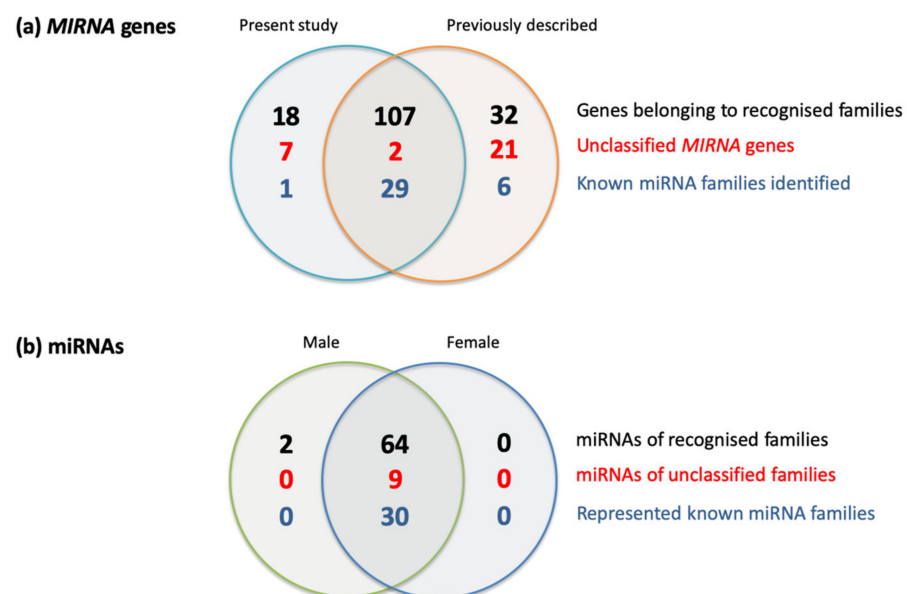 (a) MIRNA genes
Present study
Previously described
18 107 32 Genes belonging to recognised families
7 2 21 Unclassified MIRNA genes
1 29 6 Known miRNA families identified
(b) miRNAs
Male
Female
2 64 0 miRNAs of recognised families
0 9 0 miRNAs of unclassified families
0 30 0 Represented known miRNA families